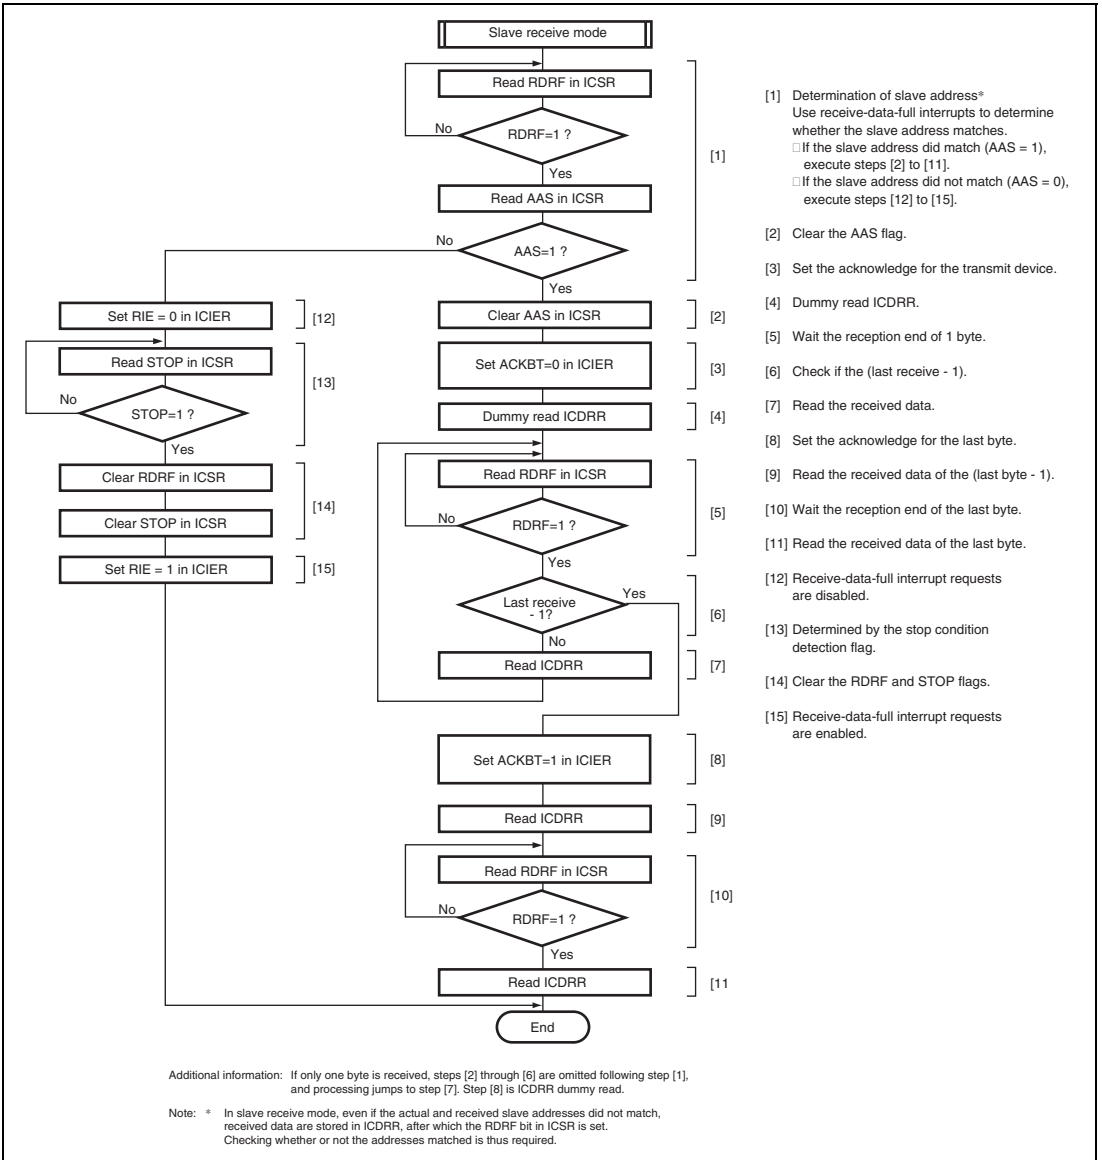 Slave receive mode
Read RDRF in ICSR
No
RDRF=1 ?
[1]
Yes
Read AAS in ICSR
No
AAS=1 ?
Yes
Set RIE = 0 in ICIER
[12]
Read STOP in ICSR
[13]
No
STOP=1 ?
Yes
Clear RDRF in ICSR
[14]
Clear STOP in ICSR
Set RIE = 1 in ICIER
[15]
Clear AAS in ICSR
[2]
Set ACKBT=0 in ICIER
[3]
Dummy read ICDRR
[4]
Read RDRF in ICSR
No
RDRF=1 ?
[5]
Yes
Last receive
- 1?
Yes
[6]
No
Read ICDRR
[7]
Set ACKBT=1 in ICIER
[8]
Read ICDRR
[9]
Read RDRF in ICSR
[10]
No
RDRF=1 ?
Yes
Read ICDRR
[11
End
[1] Determination of slave address*
Use receive-data-full interrupts to determine
whether the slave address matches.
□If the slave address did match (AAS = 1),
execute steps [2] to [11].
□If the slave address did not match (AAS = 0),
execute steps [12] to [15].
[2] Clear the AAS flag.
[3] Set the acknowledge for the transmit device.
[4] Dummy read ICDRR.
[5] Wait the reception end of 1 byte.
[6] Check if the (last receive - 1).
[7] Read the received data.
[8] Set the acknowledge for the last byte.
[9] Read the received data of the (last byte - 1).
[10] Wait the reception end of the last byte.
[11] Read the received data of the last byte.
[12] Receive-data-full interrupt requests
are disabled.
[13] Determined by the stop condition
detection flag.
[14] Clear the RDRF and STOP flags.
[15] Receive-data-full interrupt requests
are enabled.
Additional information: If only one byte is received, steps [2] through [6] are omitted following step [1],
and processing jumps to step [7]. Step [8] is ICDRR dummy read.
Note: * In slave receive mode, even if the actual and received slave addresses did not match,
received data are stored in ICDRR, after which the RDRF bit in ICSR is set.
Checking whether or not the addresses matched is thus required.